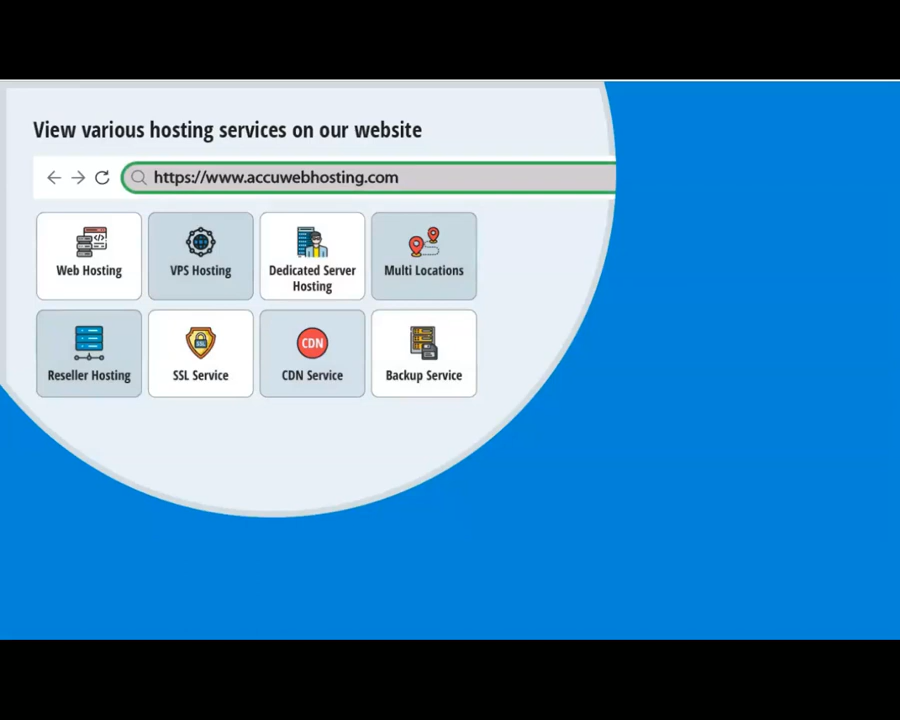 View various hosting services on our website
https://www.accuwebhosting.com
Web Hosting
VPS Hosting
Dedicated Server
Hosting
Multi Locations
Reseller Hosting
SSL
SSL Service
CDN
CDN Service
Backup Service